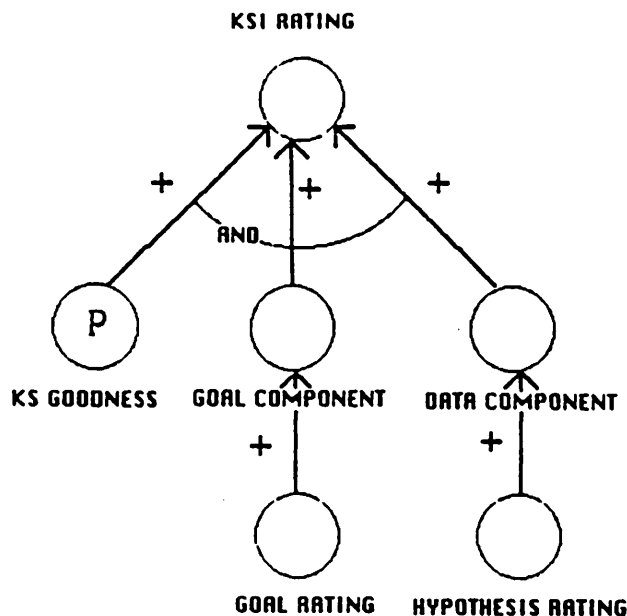 KSI RATING
+
+
+
AND
P
KS GOODNESS
GOAL COMPONENT
DATA COMPONENT
+
+
GOAL RATING
HYPOTHESIS RATING